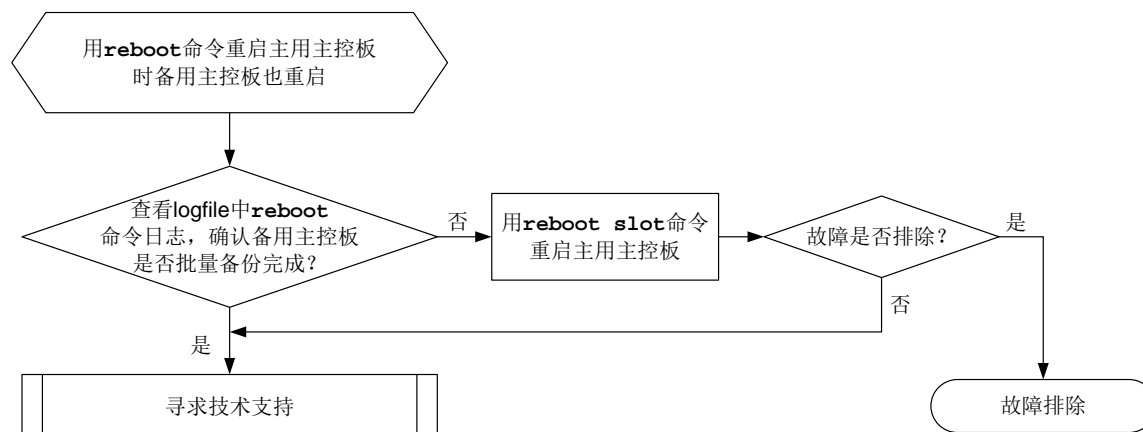 用reboot命令重启主用主控板
时备用主控板也重启
查看logfile中reboot
命令日志，确认备用主控板
是否批量备份完成？
否
用reboot slot命令
重启主用主控板
故障是否排除？
是
否
是
寻求技术支持
故障排除